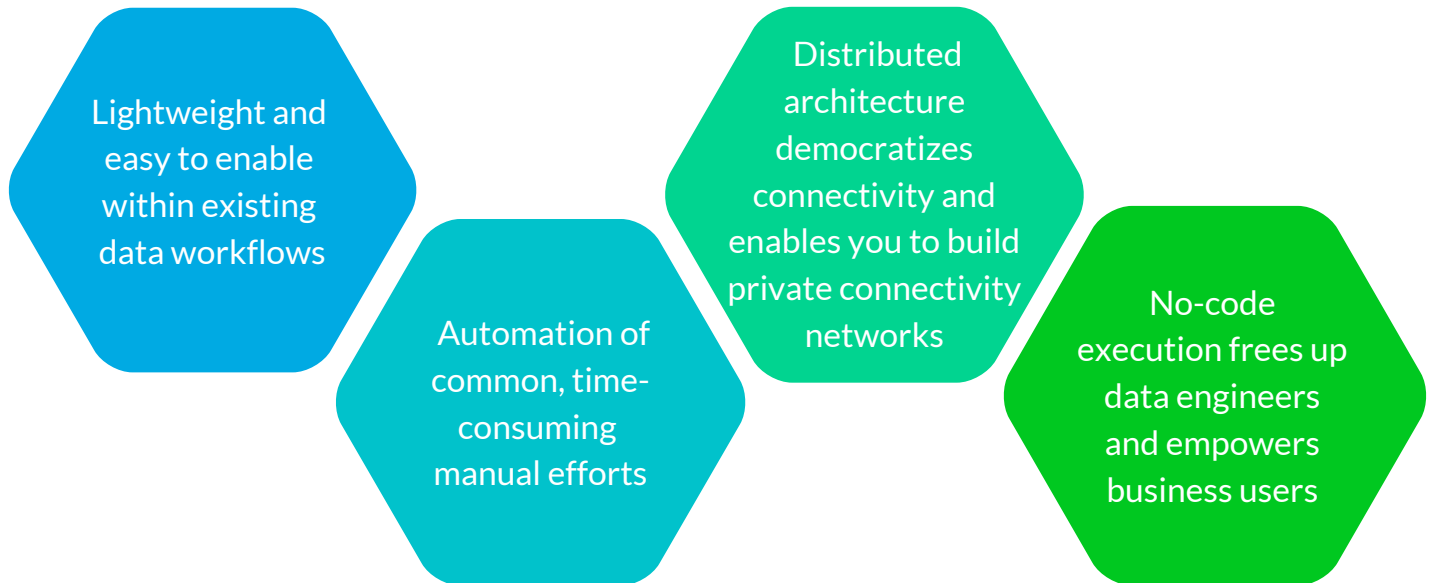 Lightweight and
easy to enable
within existing
data workflows
Automation of
common, time-
consuming
manual efforts
Distributed
architecture
democratizes
connectivity and
enables you to build
private connectivity
networks
No-code
execution frees up
data engineers
and empowers
business users